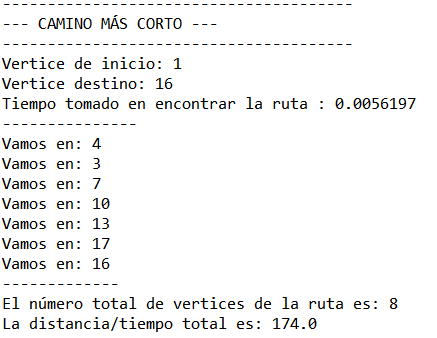 -----------------------------------
--- CAMINO MÁS CORTO ---
-----------------------------------
Vertice de inicio: 1
Vertice destino: 16
Tiempo tomado en encontrar la ruta : 0.0056197
--------------
Vamos en: 4
Vamos en: 3
Vamos en: 7
Vamos en: 10
Vamos en: 13
Vamos en: 17
Vamos en: 16
------------
El número total de vertices de la ruta es: 8
La distancia/tiempo total es: 174.0